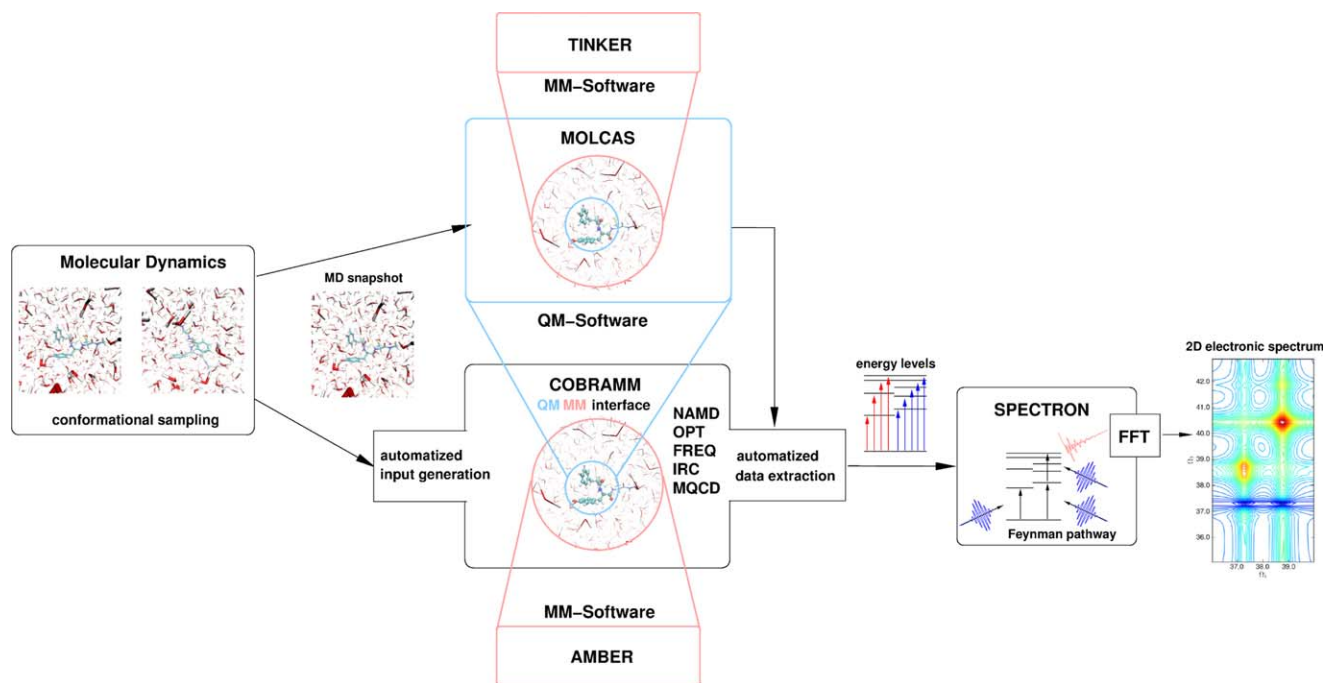 TINKER
MM-Software
MOLCAS
QM-Software
Molecular Dynamics
conformational sampling
MD snapshot
COBRAMM
QM MM interface
automatized
input generation
NAMD
OPT
FREQ
IRC
MQCD
automatized
data extraction
MM-Software
AMBER
energy levels
SPECTRON
Feynman pathway
FFT
2D electronic spectrum
42.0
41.0
40.0
39.0
38.0
37.0
36.0
37.0 38.0 39.0